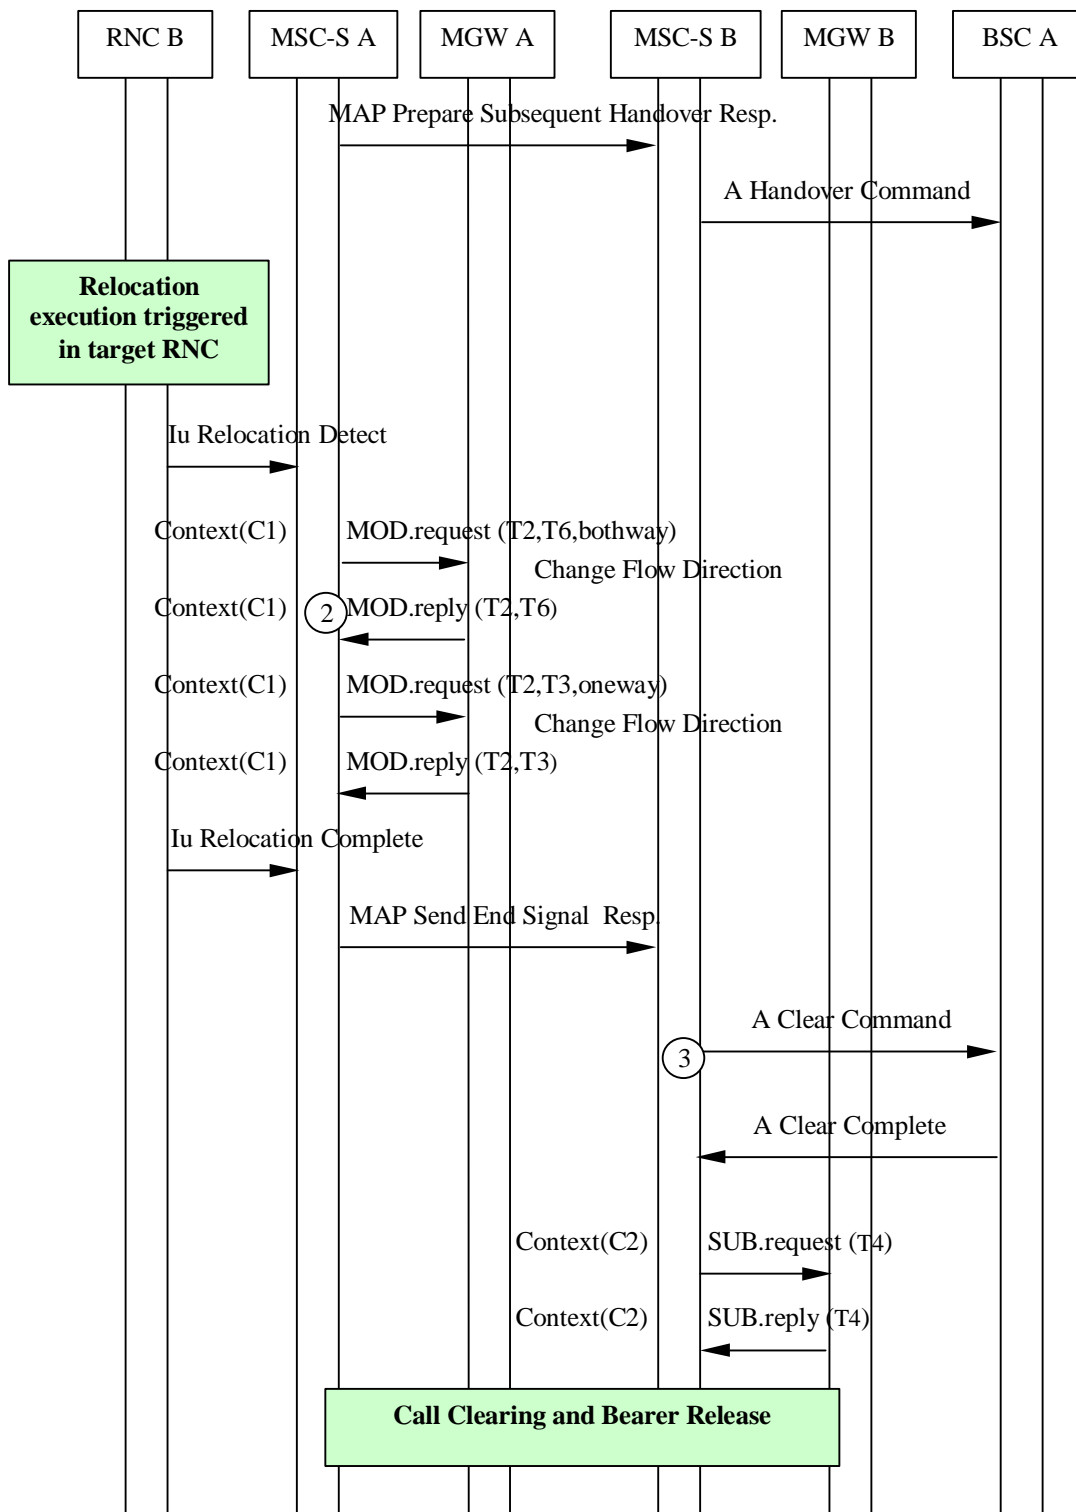 RNC B
MSC-S A
MGW A
MSC-S B
MGW B
BSC A
MAP Prepare Subsequent Handover Resp.
A Handover Command
Relocation
execution triggered
in target RNC
Iu Relocation Detect
Context(C1)
MOD.request (T2,T6,bothway)
Change Flow Direction
Context(C1)
2
MOD.reply (T2,T6)
Context(C1)
MOD.request (T2,T3,oneway)
Change Flow Direction
Context(C1)
MOD.reply (T2,T3)
Iu Relocation Complete
MAP Send End Signal  Resp.
A Clear Command
3
A Clear Complete
Context(C2)
SUB.request (T4)
Context(C2)
SUB.reply (T4)
Call Clearing and Bearer Release